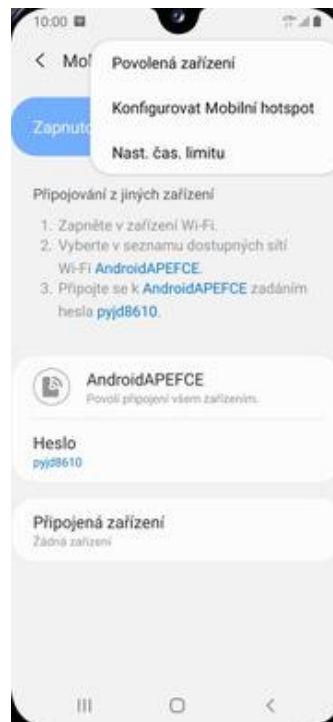 10:00
Mo
Povolená zařízení
Konfigurovat Mobilní hotspot
Nast. čas. limitu
Zapnuto
Připojování z jiných zařízení
1. Zapněte v zařízení Wi-Fi.
2. Vyberte v seznamu dostupných sítí
Wi-Fi AndroidAPEFCE.
3. Připojte se k AndroidAPEFCE zadáním
hesla pyjd8610.
AndroidAPEFCE
Povolí připojení všem zařízením.
Heslo
pyjd8610
Připojená zařízení
Žádná zařízení